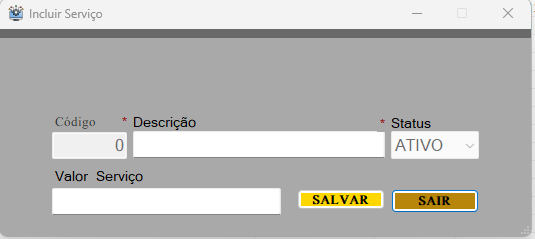 Incluir Serviço
Código * Descrição * Status
0 ATIVO
Valor Serviço
SALVAR SAIR